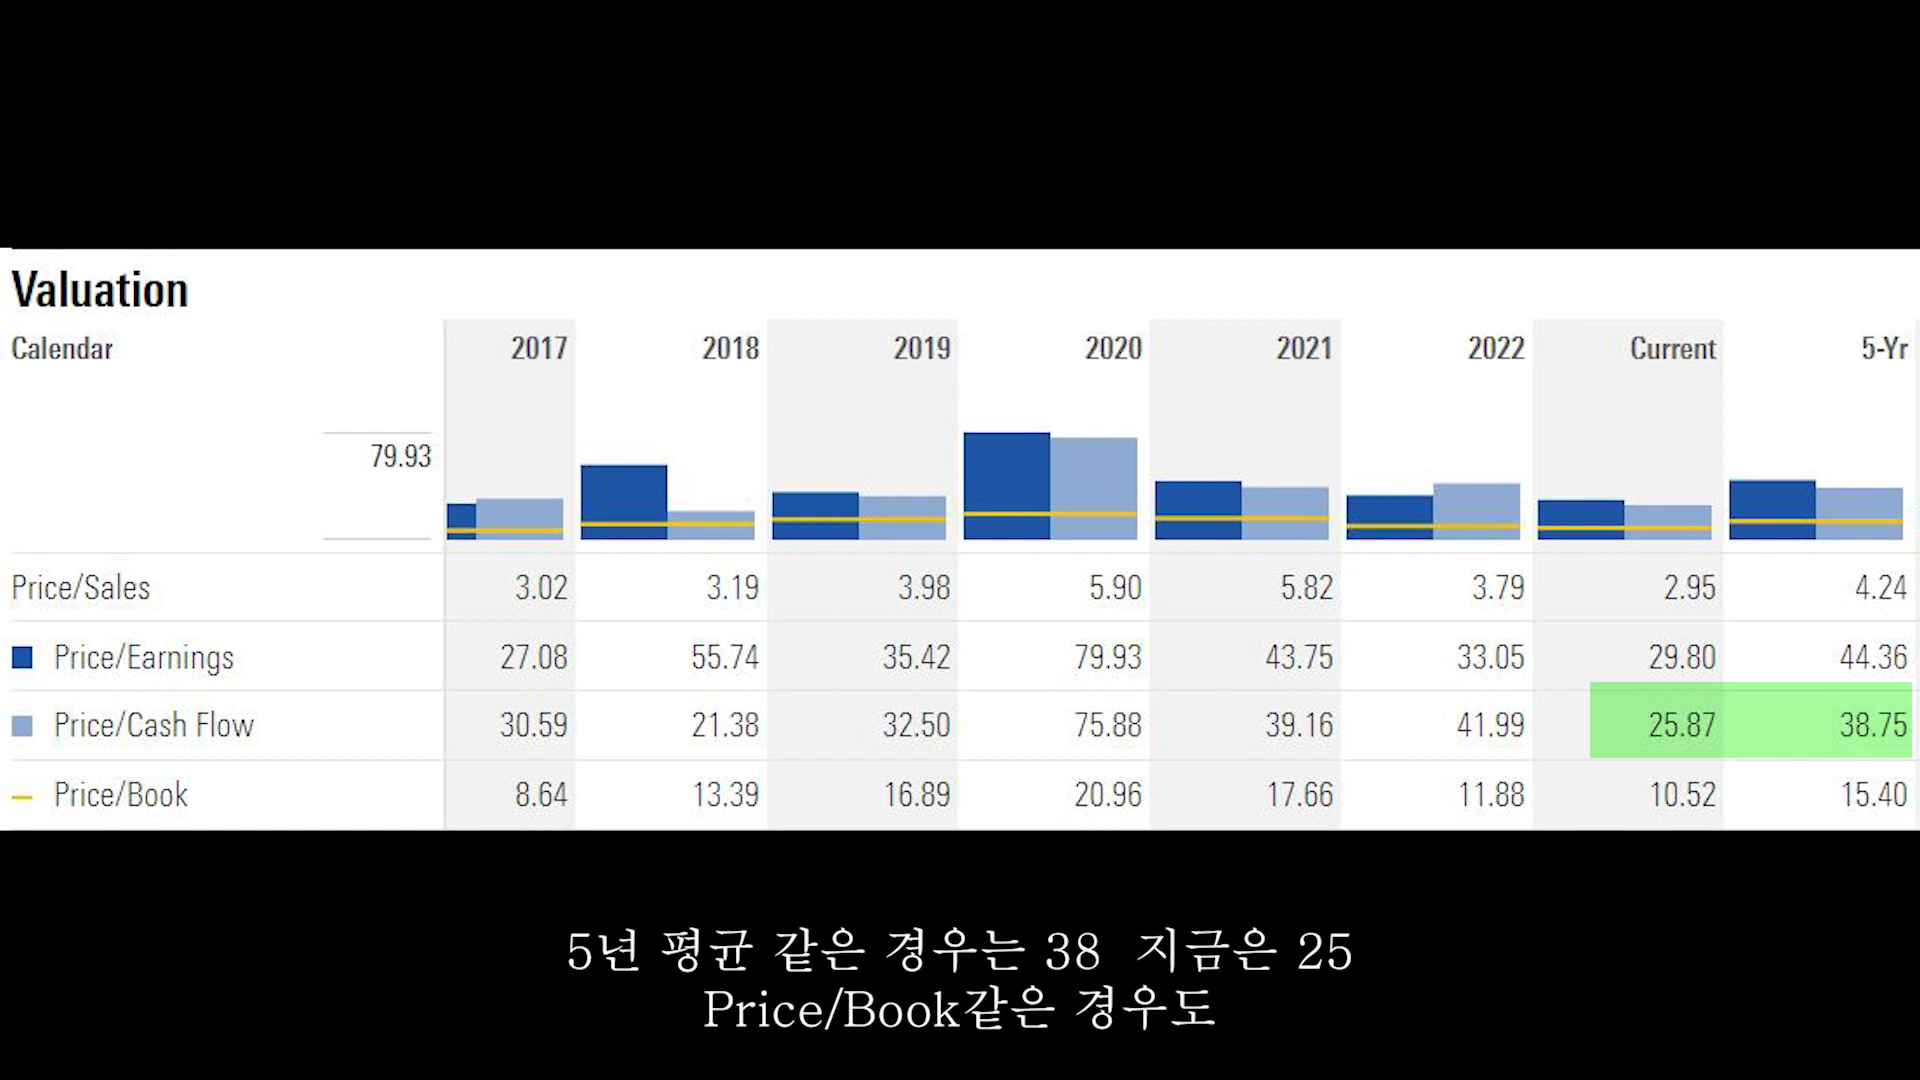 Valuation
Calendar 2017 2018 2019 2020 2021 2022 Current 5-Yr
79.93
Price/Sales 3.02 3.19 3.98 5.90 5.82 3.79 2.95 4.24
Price/Earnings 27.08 55.74 35.42 79.93 43.75 33.05 29.80 44.36
Price/Cash Flow 30.59 21.38 32.50 75.88 39.16 41.99 25.87 38.75
Price/Book 8.64 13.39 16.89 20.96 17.66 11.88 10.52 15.40
5년 평균 같은 경우는 38 지금은 25
Price/Book같은 경우도